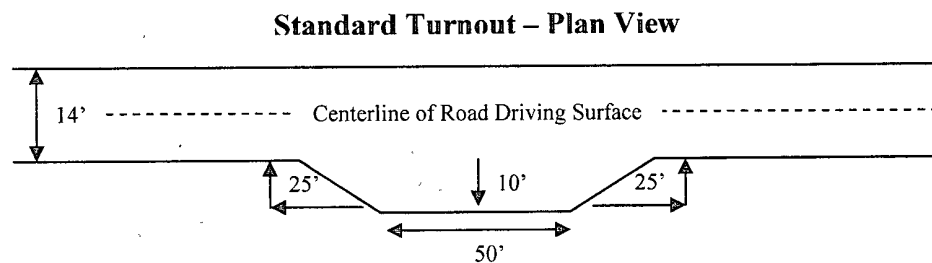 Standard Turnout – Plan View
14’
Centerline of Road Driving Surface
25’
10’
25’
50’